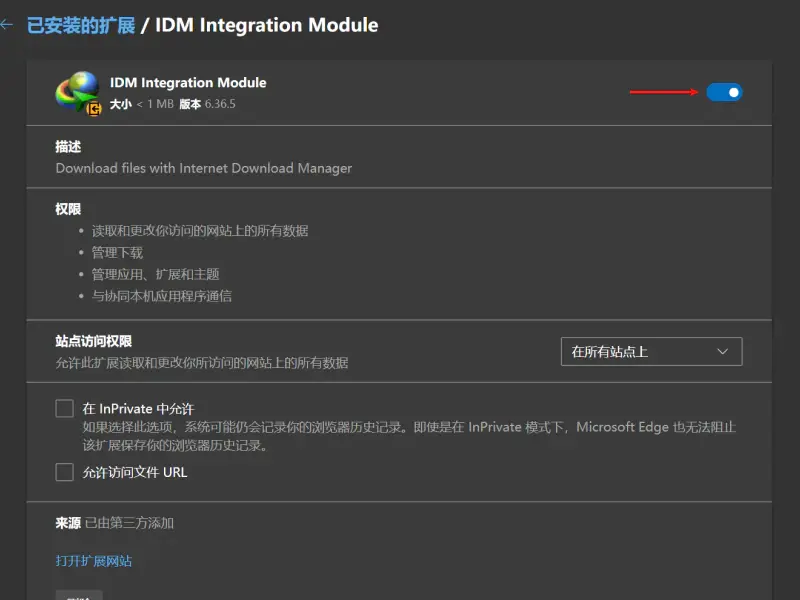 已安装的扩展 / IDM Integration Module
IDM Integration Module
大小 < 1 MB 版本 6.36.5
描述
Download files with Internet Download Manager
权限
• 读取和更改你访问的网站上的所有数据
• 管理下载
• 管理应用、扩展和主题
• 与协同本机应用程序通信
站点访问权限
允许此扩展读取和更改你所访问的网站上的所有数据
在所有站点上
在 InPrivate 中允许
如果选择此选项，系统可能仍会记录你的浏览器历史记录。即使是在 InPrivate 模式下，Microsoft Edge 也无法阻止
该扩展保存你的浏览器历史记录。
允许访问文件 URL
来源 已由第三方添加
打开扩展网站